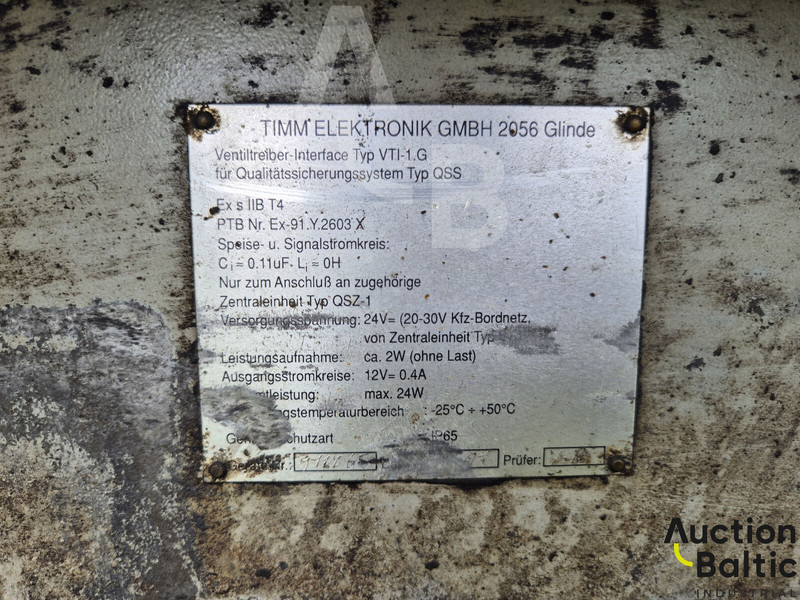 TIMM ELEKTRONIK GMBH 2056 Glinde
Ventiltreiber-Interface Typ VTI-1.G
für Qualitätssicherungssystem Typ QSS
Ex s IIB T4
PTB Nr. Ex-91.Y.2603 X
Speise- u. Signalstromkreis:
Ci = 0.11uF- Li = 0H
Nur zum Anschluß an zugehörige
Zentraleinheit Typ QSZ-1
Versorgungsspannung: 24V= (20-30V Kfz-Bordnetz,
von Zentraleinheit Typ
Leistungsaufnahme: ca. 2W (ohne Last)
Ausgangsstromkreise: 12V= 0.4A
max. 24W
: -25°C ÷ +50°C
IP65
Prüfer:
A
B
Auction
Baltic
INDUSTRIAL